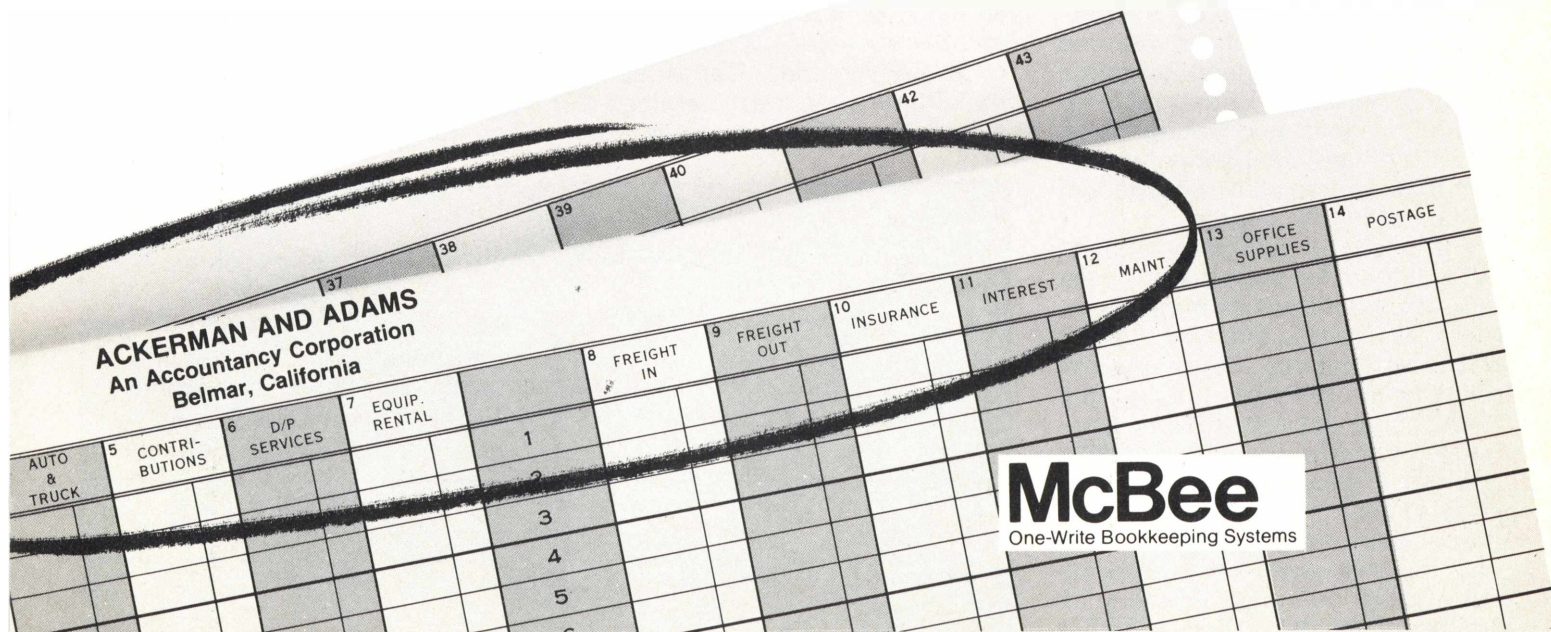 43
42
40
39
38
37
ACKERMAN AND ADAMS
An Accountancy Corporation
Belmar, California
AUTO
&
TRUCK
5 CONTRI-
BUTIONS
6 D/P
SERVICES
7 EQUIP.
RENTAL
8 FREIGHT
IN
9 FREIGHT
OUT
10 INSURANCE
11 INTEREST
12 MAINT.
13 OFFICE
SUPPLIES
14 POSTAGE
1
2
3
4
5
McBee
One-Write Bookkeeping Systems